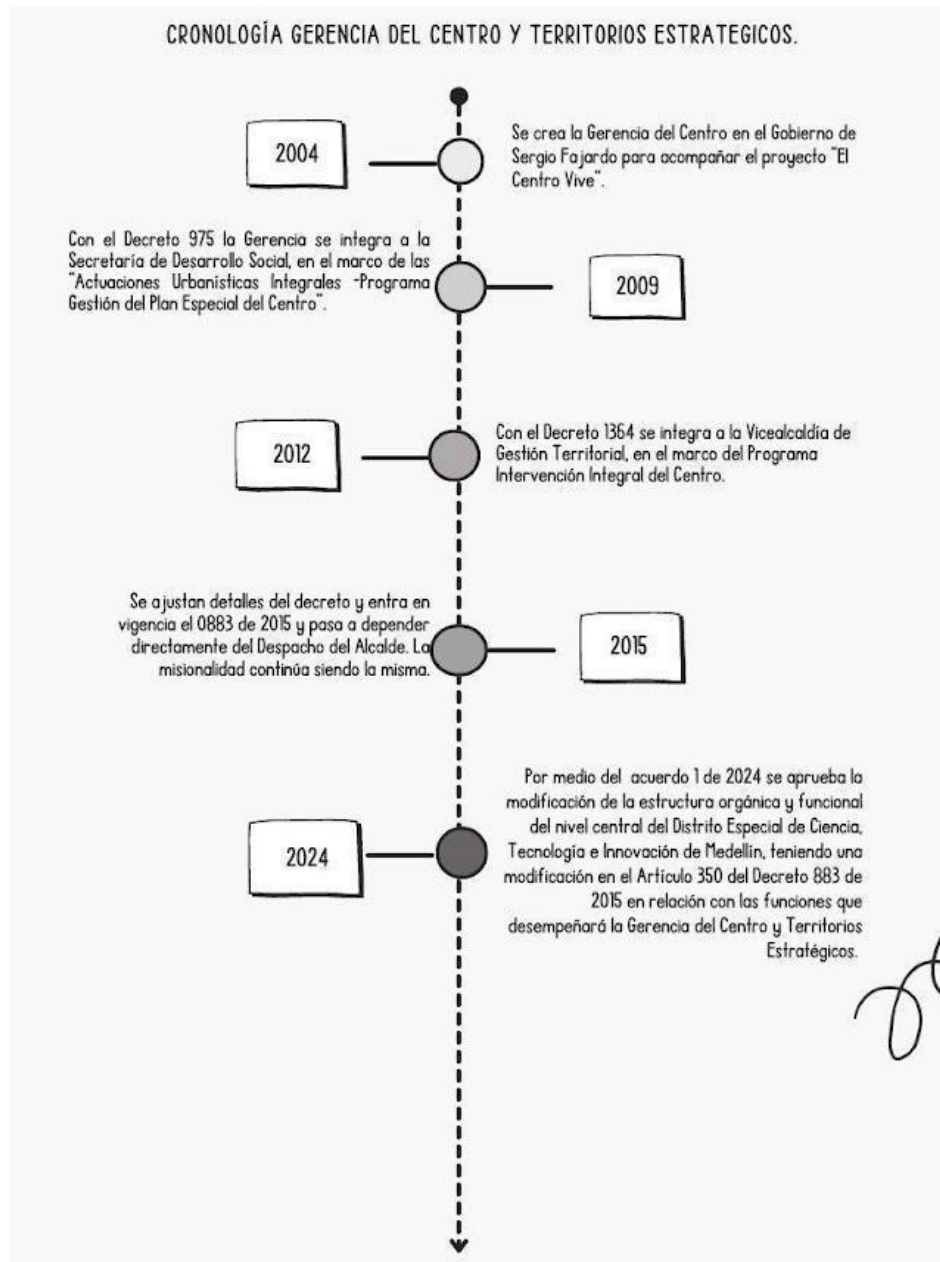 CRONOLOGÍA GERENCIA DEL CENTRO Y TERRITORIOS ESTRATEGICOS.
2004
Se crea la Gerencia del Centro en el Gobierno de
Sergio Fajardo para acompañar el proyecto "El
Centro Vive".
Con el Decreto 975 la Gerencia se integra a la
Secretaría de Desarrollo Social, en el marco de las
"Actuaciones Urbanísticas Integrales -Programa
Gestión del Plan Especial del Centro".
2009
2012
Con el Decreto 1364 se integra a la Vicealcaldía de
Gestión Territorial, en el marco del Programa
Intervención Integral del Centro.
Se ajustan detalles del decreto y entra en
vigencia el 0883 de 2015 y pasa a depender
directamente del Despacho del Alcalde. La
misionalidad continúa siendo la misma.
2015
2024
Por medio del acuerdo 1 de 2024 se aprueba la
modificación de la estructura orgánica y funcional
del nivel central del Distrito Especial de Ciencia,
Tecnología e Innovación de Medellín, teniendo una
modificación en el Artículo 350 del Decreto 883 de
2015 en relación con las funciones que
desempeñará la Gerencia del Centro y Territorios
Estratégicos.